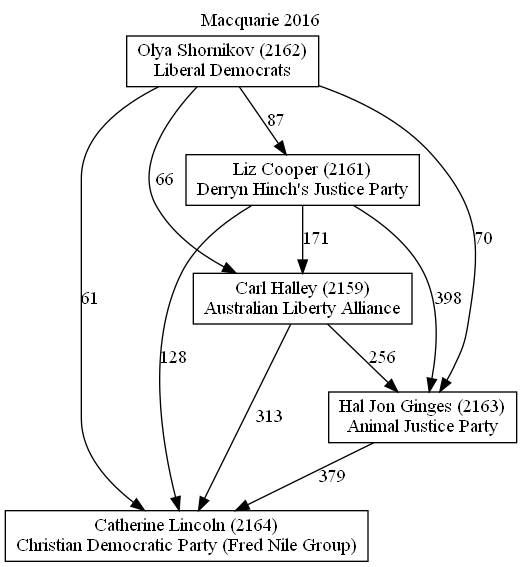 Macquarie 2016
Olya Shornikov (2162)
Liberal Democrats
87
Liz Cooper (2161)
Derryn Hinch's Justice Party
66
171
70
Carl Halley (2159)
Australian Liberty Alliance
61
398
128
256
Hal Jon Ginges (2163)
Animal Justice Party
313
379
Catherine Lincoln (2164)
Christian Democratic Party (Fred Nile Group)